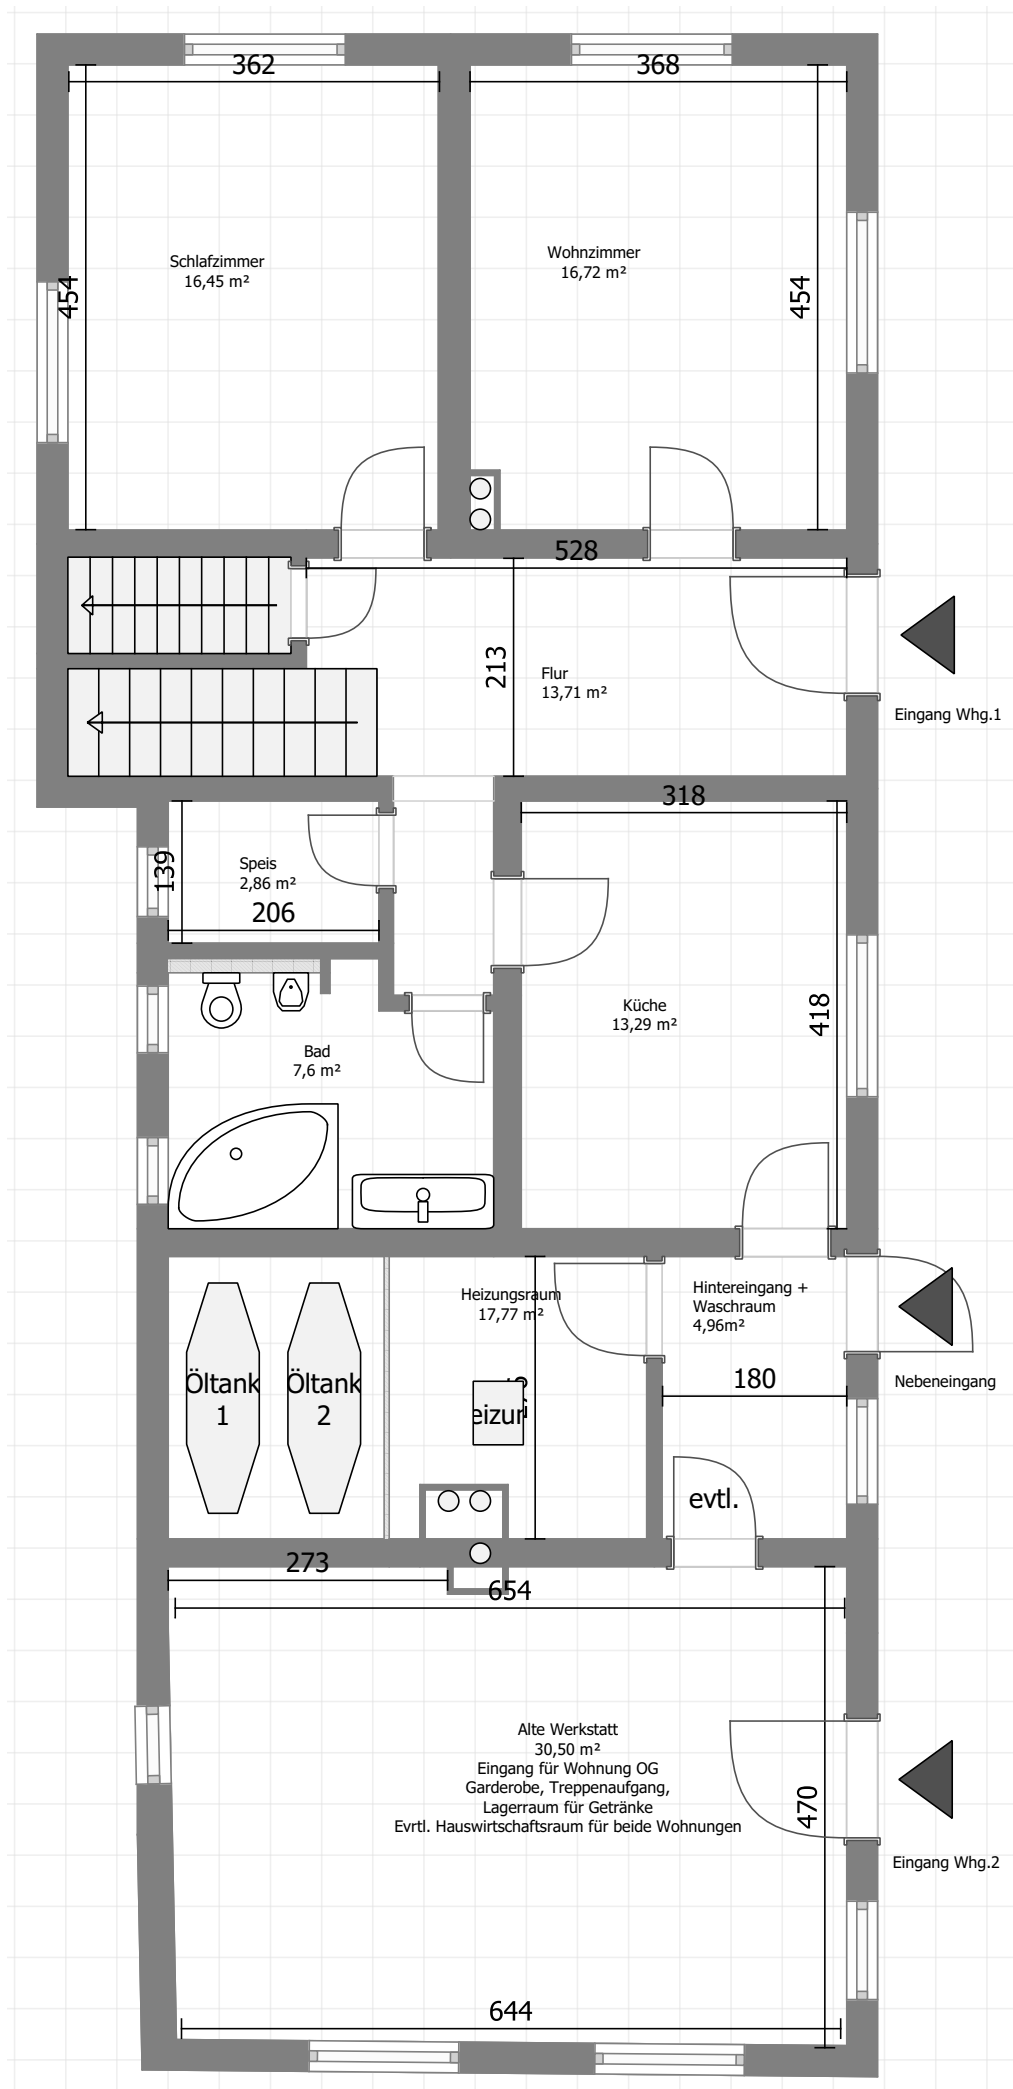 362
368
Schlafzimmer
16,45 m²
Wohnzimmer
16,72 m²
454
454
528
213
Flur
13,71 m²
Eingang Whg.1
318
139
Speis
2,86 m²
206
Küche
13,29 m²
418
Bad
7,6 m²
Heizungsraum
17,77 m²
Hintereingang +
Waschraum
4,96m²
Öltank
1
Öltank
2
eizur
180
Nebeneingang
evtl.
273
654
Alte Werkstatt
30,50 m²
Eingang für Wohnung OG
Garderobe, Treppenaufgang,
Lagerraum für Getränke
Evrtl. Hauswirtschaftsraum für beide Wohnungen
470
Eingang Whg.2
644